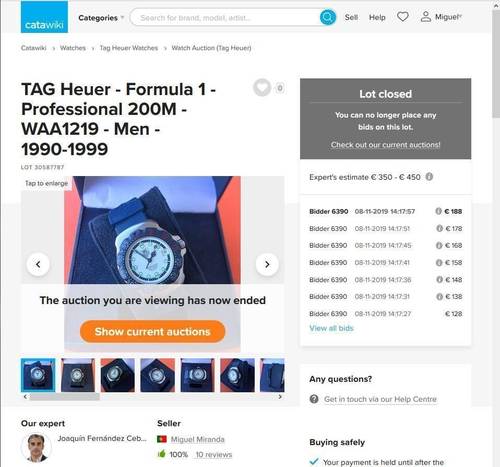 catawiki
Categories
Search for brand, model, artist...
Sell
Help
Miguel
Catawiki > Watches > Tag Heuer Watches > Watch Auction (Tag Heuer)
TAG Heuer - Formula 1 -
Professional 200M -
WAA1219 - Men -
1990-1999
0
LOT 30587787
Tap to enlarge
The auction you are viewing has now ended
Show current auctions
Our expert
Joaquín Fernández Ceb...
Seller
Miguel Miranda
100% 10 reviews
Lot closed
You can no longer place any
bids on this lot.
Check out our current auctions!
Expert's estimate € 350 - € 450
Bidder 6390 08-11-2019 14:17:57 € 188
Bidder 6390 08-11-2019 14:17:51 € 178
Bidder 6390 08-11-2019 14:17:45 € 168
Bidder 6390 08-11-2019 14:17:41 € 158
Bidder 6390 08-11-2019 14:17:36 € 148
Bidder 6390 08-11-2019 14:17:31 € 138
Bidder 6390 08-11-2019 14:17:27 € 128
View all bids
Any questions?
Get in touch via our Help Centre
Buying safely
Your payment is held until after the